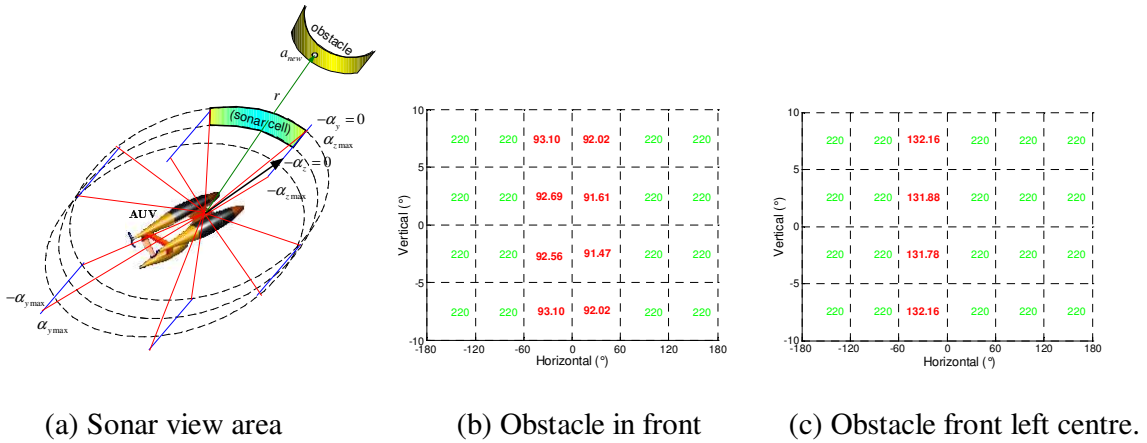 obstacle
a_new
r
(sonar/cell)
-α_y = 0
α_z max
-α_z = 0
-α_z max
AUV
-α_y max
α_y max
10
220 220 93.10 92.02 220 220
5
220 220 92.69 91.61 220 220
0
220 220 92.56 91.47 220 220
-5
220 220 93.10 92.02 220 220
-10
Vertical (°)
-180 -120 -60 0 60 120 180
Horizontal (°)
10
220 220 132.16 220 220 220
5
220 220 131.88 220 220 220
0
220 220 131.78 220 220 220
-5
220 220 132.16 220 220 220
-10
Vertical (°)
-180 -120 -60 0 60 120 180
Horizontal (°)
(a) Sonar view area
(b) Obstacle in front
(c) Obstacle front left centre.